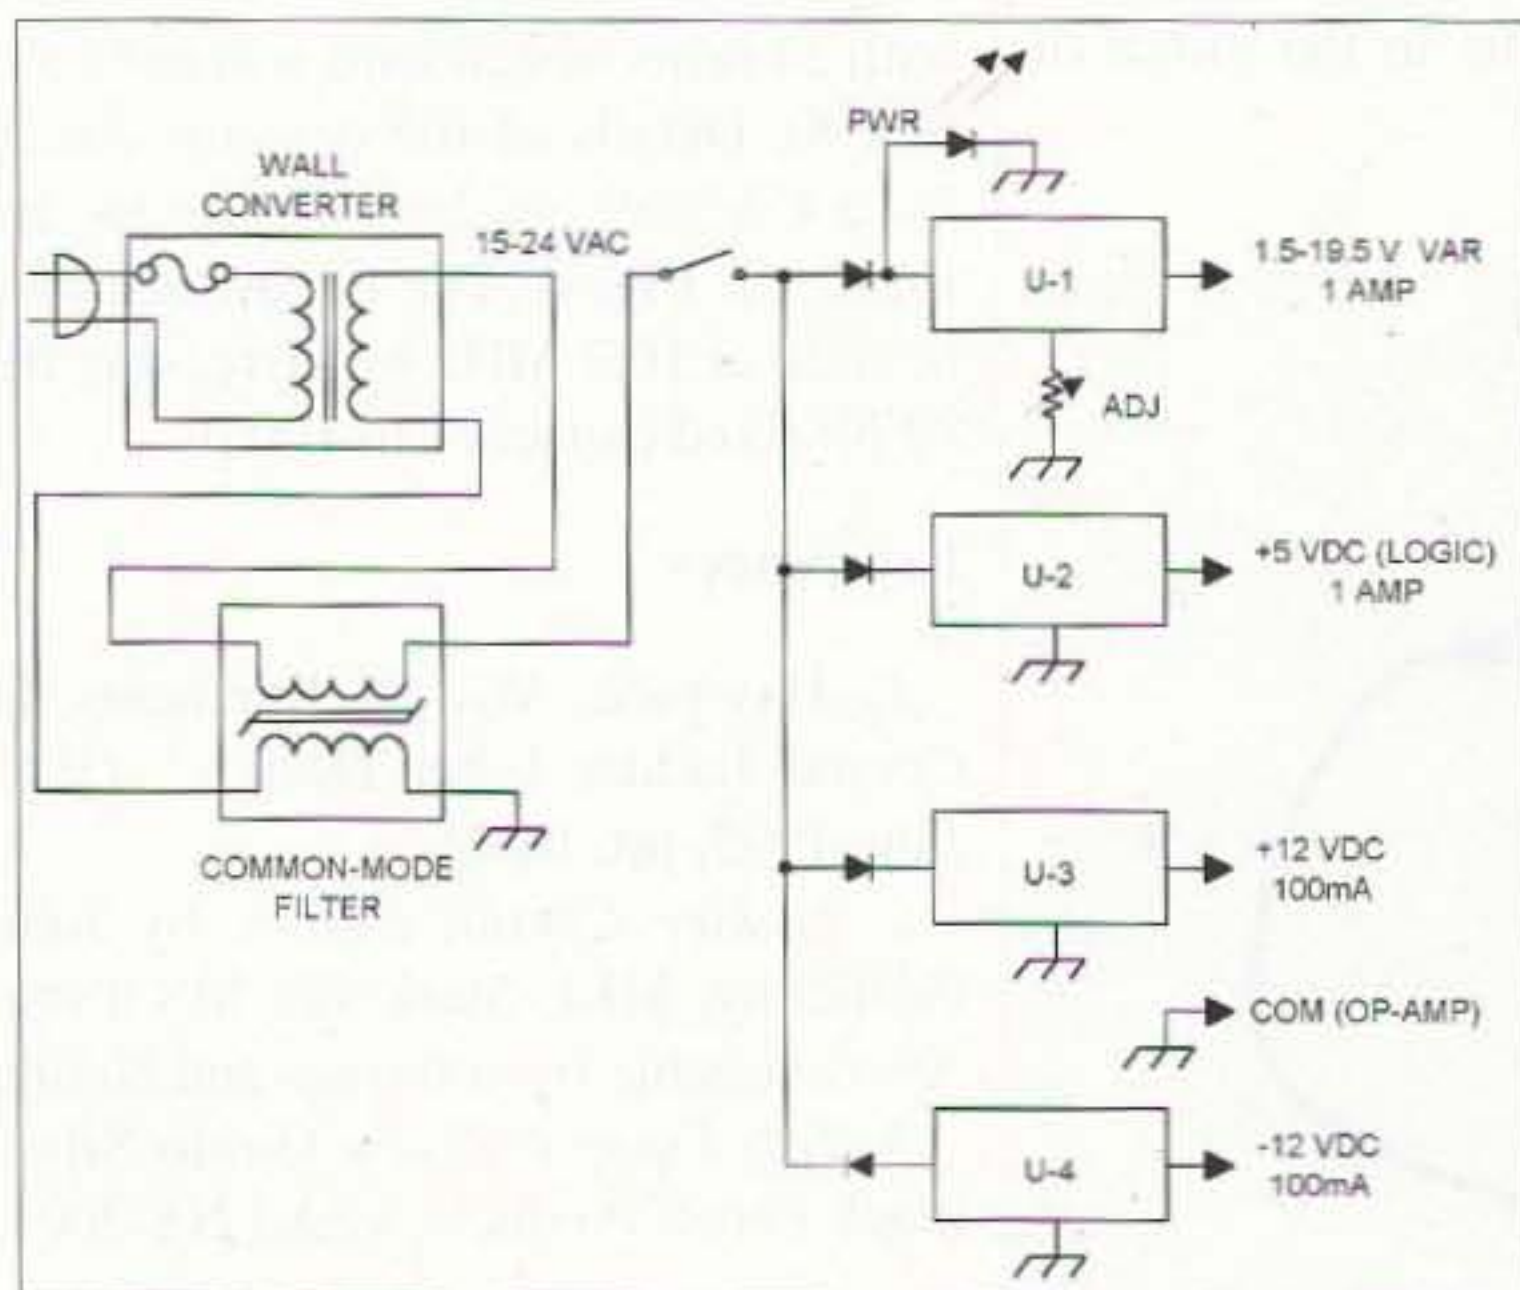 PWR
WALL
CONVERTER
15-24 VAC
U-1
1.5-19.5 V VAR
1 AMP
ADJ
U-2
+5 VDC (LOGIC)
1 AMP
COMMON-MODE
FILTER
U-3
+12 VDC
100mA
COM (OP-AMP)
U-4
-12 VDC
100mA